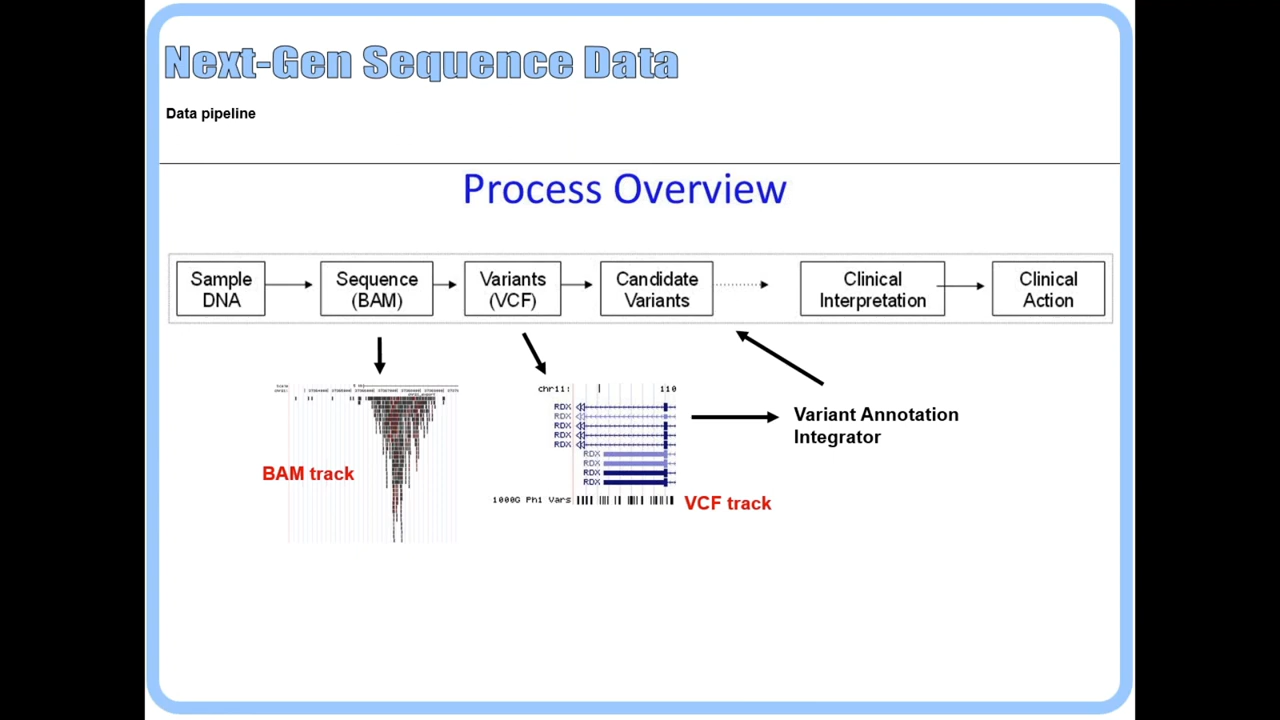 Next-Gen Sequence Data
Data pipeline
Process Overview
Sample
DNA
Sequence
(BAM)
Variants
(VCF)
Candidate
Variants
Clinical
Interpretation
Clinical
Action
BAM track
chr11:
110
RDX
RDX
RDX
RDX
RDX
RDX
RDX
RDX
RDX
1000G Ph1 Vars
VCF track
Variant Annotation
Integrator